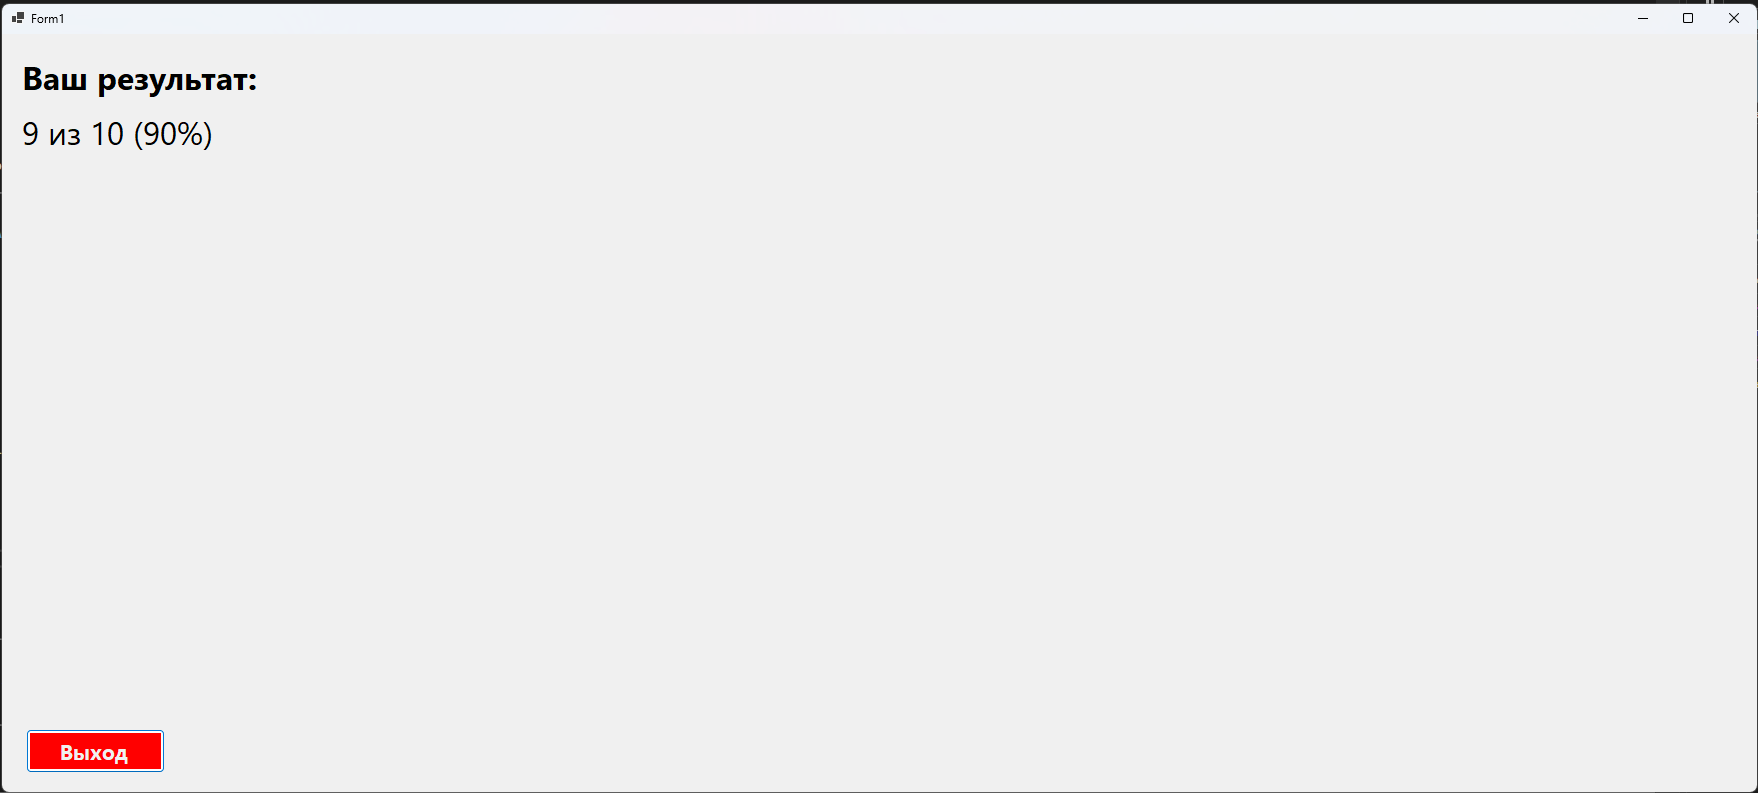 Form1
Ваш результат:
9 из 10 (90%)
Выход